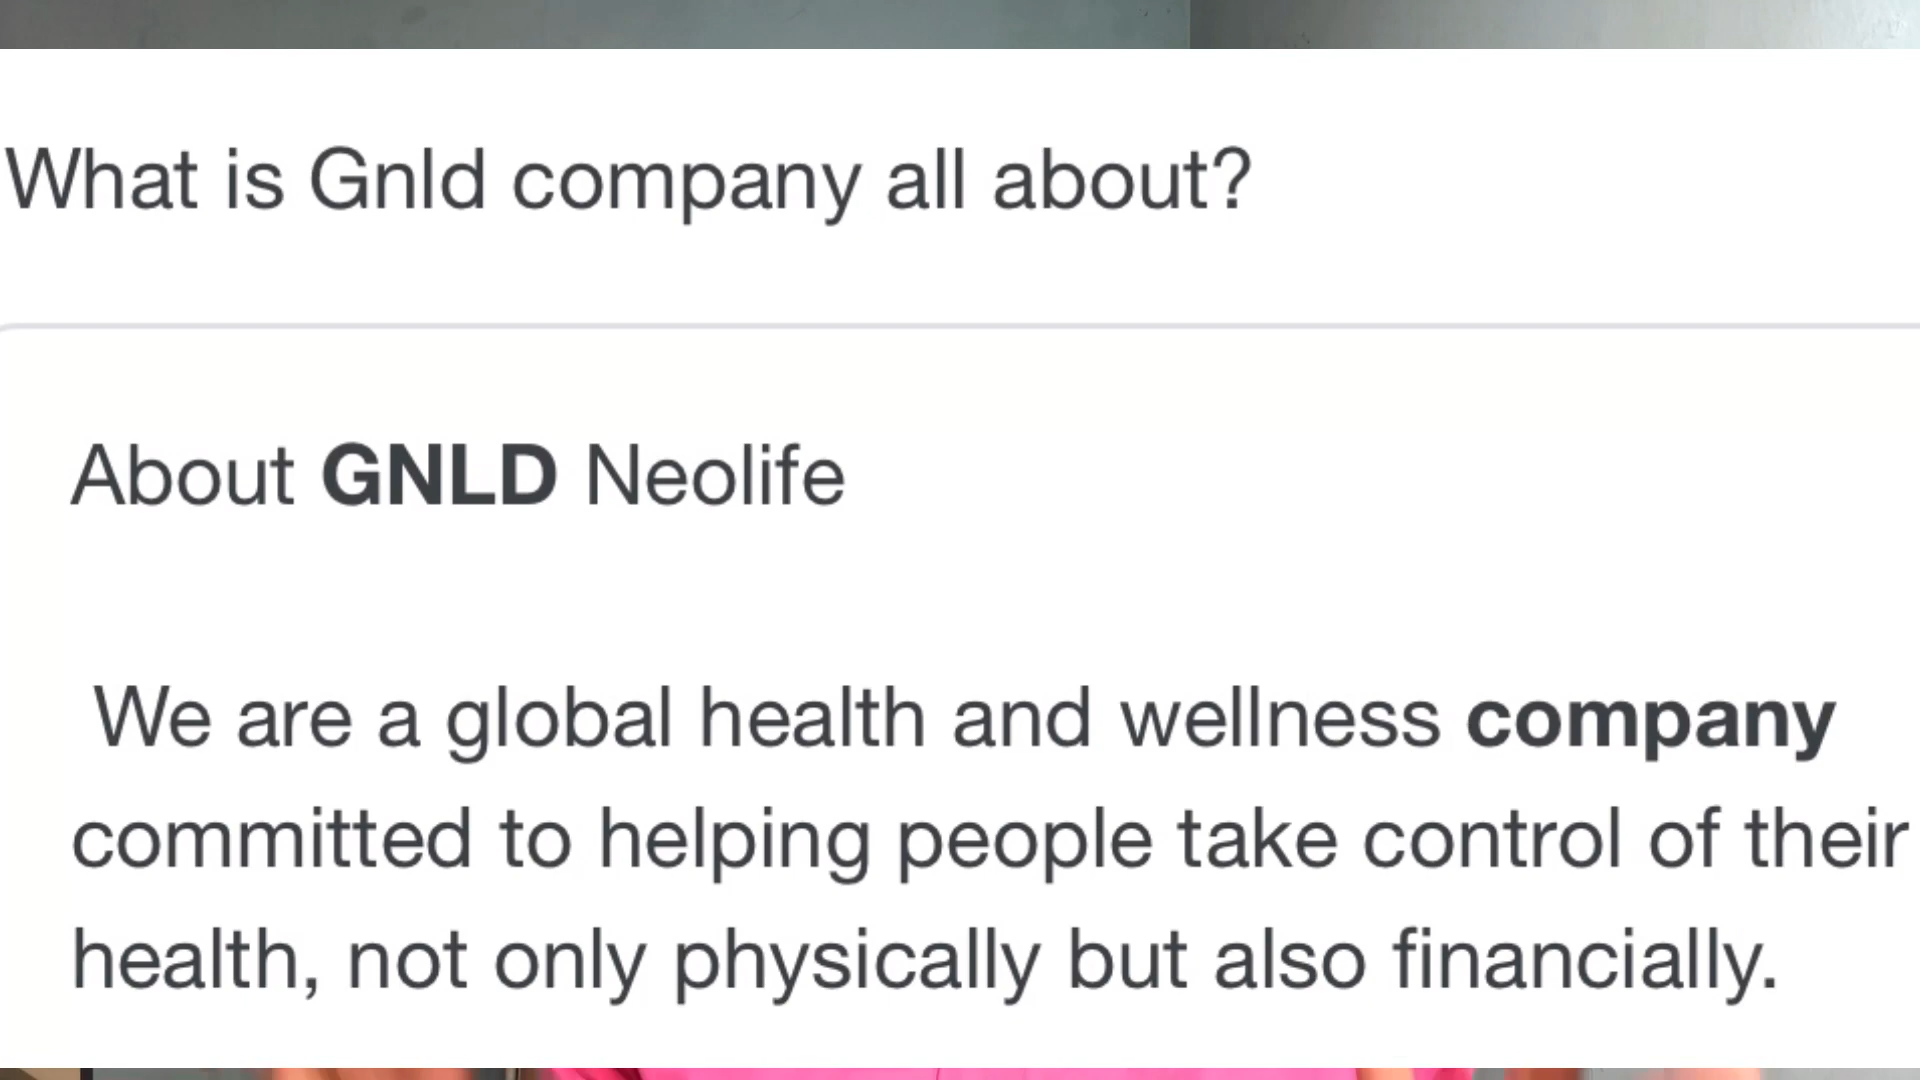 What is Gnld company all about?
About GNLD Neolife
We are a global health and wellness company
committed to helping people take control of their
health, not only physically but also financially.